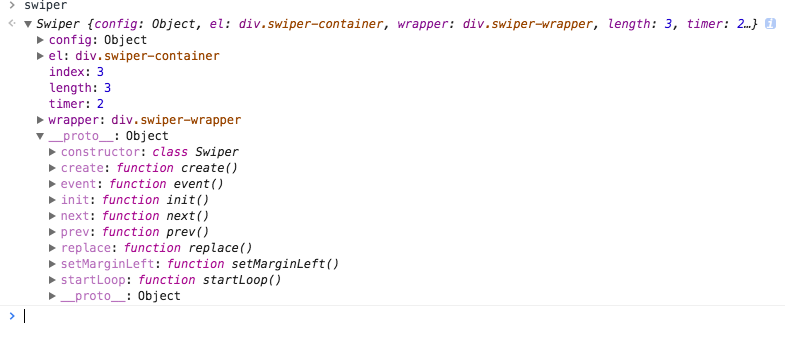 swiper
Swiper {config: Object, el: div.swiper-container, wrapper: div.swiper-wrapper, length: 3, timer: 2…} i
config: Object
el: div.swiper-container
index: 3
length: 3
timer: 2
wrapper: div.swiper-wrapper
__proto__: Object
constructor: class Swiper
create: function create()
event: function event()
init: function init()
next: function next()
prev: function prev()
replace: function replace()
setMarginLeft: function setMarginLeft()
startLoop: function startLoop()
__proto__: Object